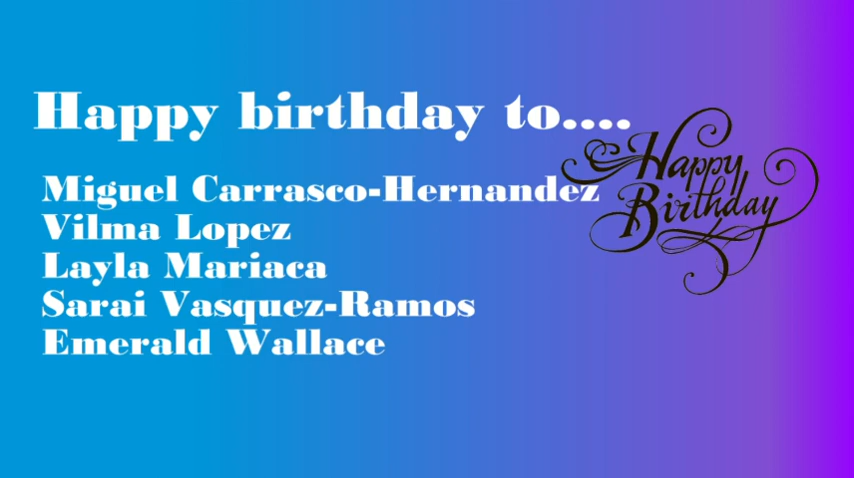 Happy birthday to....
Miguel Carrasco-Hernandez
Vilma Lopez
Layla Mariaca
Sarai Vasquez-Ramos
Emerald Wallace
Happy
Birthday